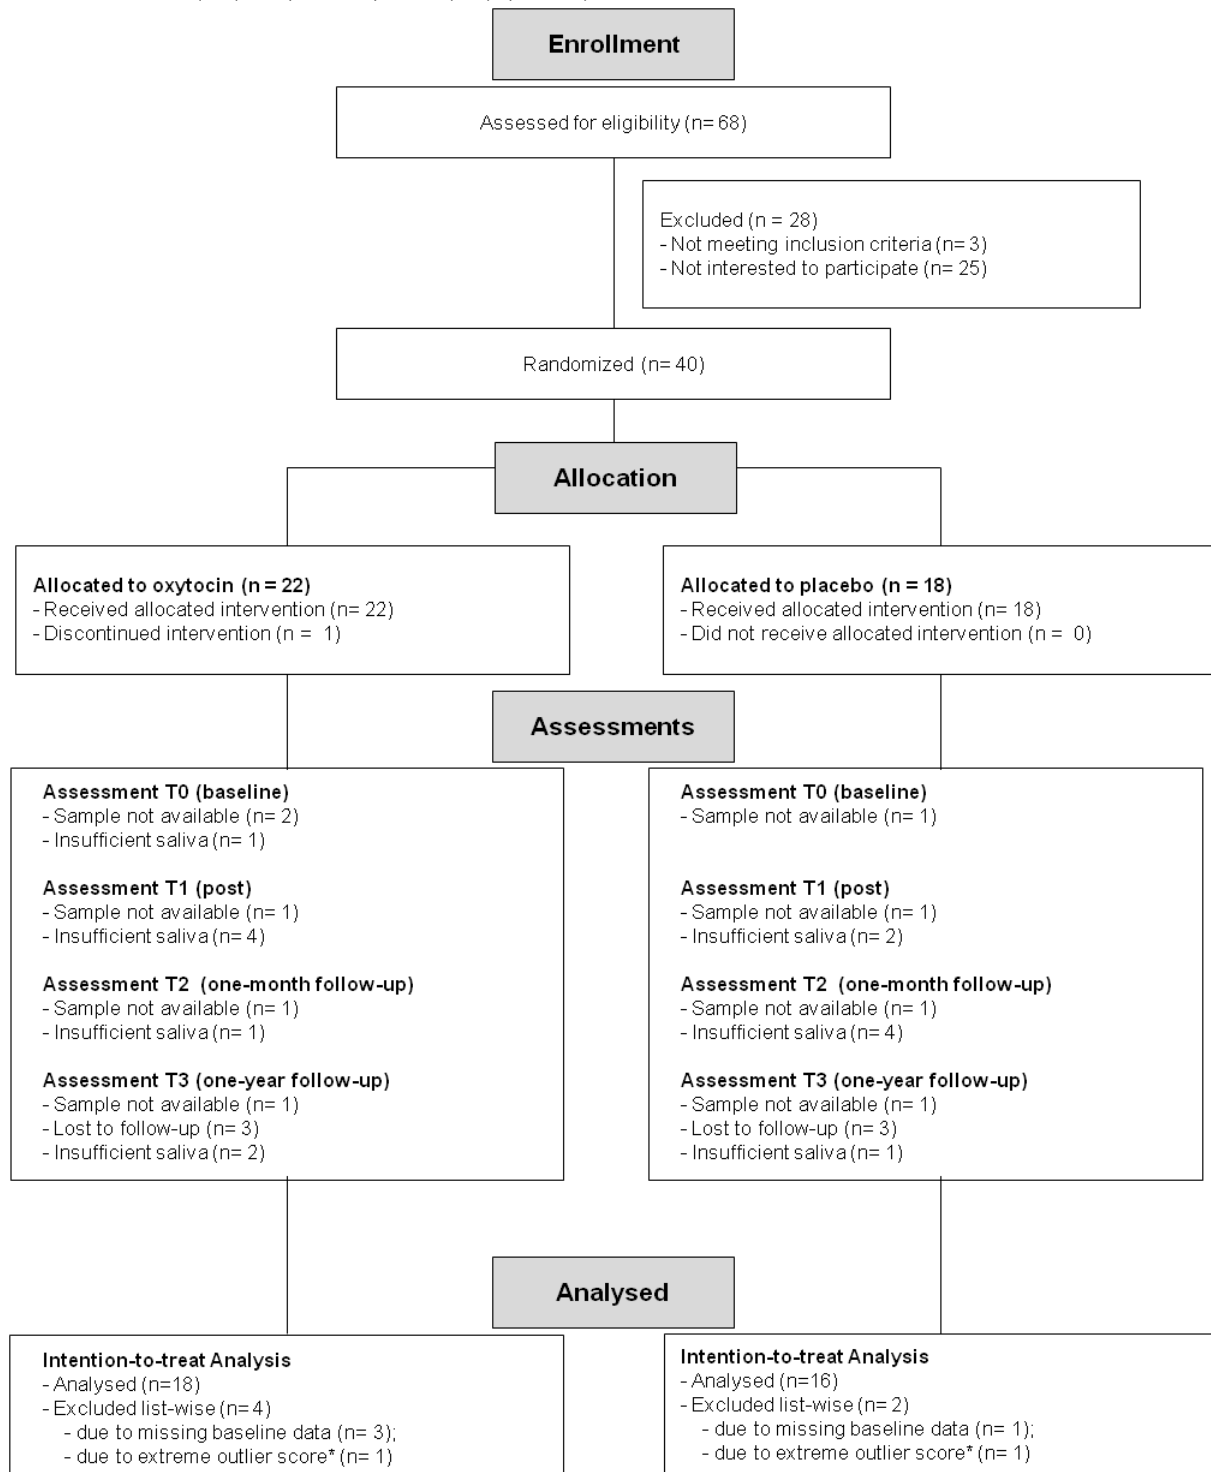 Enrollment
Assessed for eligibility (n= 68)
Excluded (n = 28)
- Not meeting inclusion criteria (n= 3)
- Not interested to participate (n= 25)
Randomized (n= 40)
Allocation
Allocated to oxytocin (n = 22)
- Received allocated intervention (n= 22)
- Discontinued intervention (n = 1)
Allocated to placebo (n = 18)
- Received allocated intervention (n= 18)
- Did not receive allocated intervention (n = 0)
Assessments
Assessment T0 (baseline)
- Sample not available (n= 2)
- Insufficient saliva (n= 1)
Assessment T1 (post)
- Sample not available (n= 1)
- Insufficient saliva (n= 4)
Assessment T2 (one-month follow-up)
- Sample not available (n= 1)
- Insufficient saliva (n= 1)
Assessment T3 (one-year follow-up)
- Sample not available (n= 1)
- Lost to follow-up (n= 3)
- Insufficient saliva (n= 2)
Assessment T0 (baseline)
- Sample not available (n= 1)
Assessment T1 (post)
- Sample not available (n= 1)
- Insufficient saliva (n= 2)
Assessment T2 (one-month follow-up)
- Sample not available (n= 1)
- Insufficient saliva (n= 4)
Assessment T3 (one-year follow-up)
- Sample not available (n= 1)
- Lost to follow-up (n= 3)
- Insufficient saliva (n= 1)
Analysed
Intention-to-treat Analysis
- Analysed (n=18)
- Excluded list-wise (n= 4)
- due to missing baseline data (n= 3);
- due to extreme outlier score* (n= 1)
Intention-to-treat Analysis
- Analysed (n=16)
- Excluded list-wise (n= 2)
- due to missing baseline data (n= 1);
- due to extreme outlier score* (n= 1)